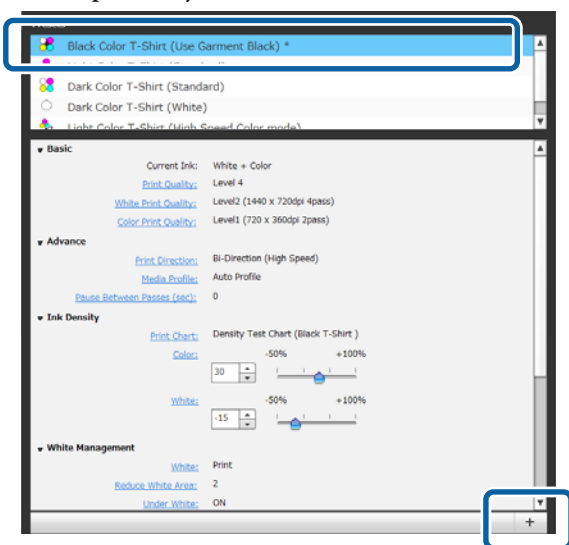 Black Color T-Shirt (Use Garment Black) *
Dark Color T-Shirt (Standard)
Dark Color T-Shirt (White)
Light Color T-Shirt (High Speed Color mode)
Basic
Current Ink: White + Color
Print Quality: Level 4
White Print Quality: Level2 (1440 x 720dpi 4pass)
Color Print Quality: Level1 (720 x 360dpi 2pass)
Advance
Print Direction: Bi-Direction (High Speed)
Media Profile: Auto Profile
Pause Between Passes (sec): 0
Ink Density
Print Chart: Density Test Chart (Black T-Shirt )
Color: -50% +100%
30
White: -50% +100%
-15
White Management
White: Print
Reduce White Area: 2
Under White: ON
+